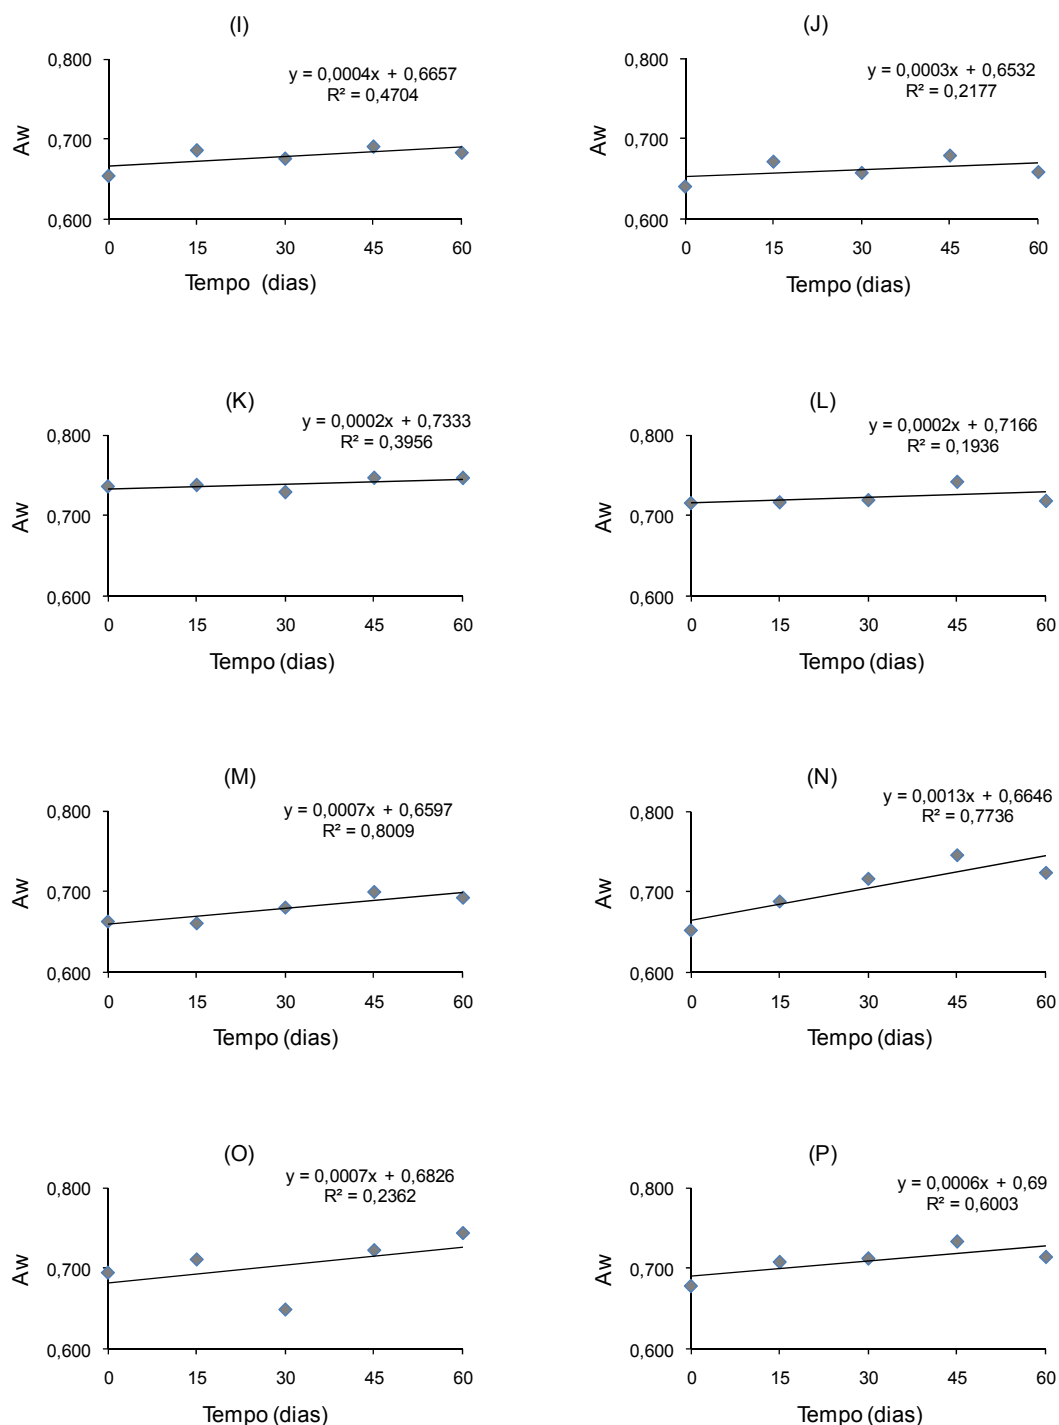 (I)
y = 0,0004x + 0,6657
R² = 0,4704
0,800
0,700
0,600
Aw
0 15 30 45 60
Tempo (dias)
(J)
y = 0,0003x + 0,6532
R² = 0,2177
0,800
0,700
0,600
Aw
0 15 30 45 60
Tempo (dias)
(K)
y = 0,0002x + 0,7333
R² = 0,3956
0,800
0,700
0,600
Aw
0 15 30 45 60
Tempo (dias)
(L)
y = 0,0002x + 0,7166
R² = 0,1936
0,800
0,700
0,600
Aw
0 15 30 45 60
Tempo (dias)
(M)
y = 0,0007x + 0,6597
R² = 0,8009
0,800
0,700
0,600
Aw
0 15 30 45 60
Tempo (dias)
(N)
y = 0,0013x + 0,6646
R² = 0,7736
0,800
0,700
0,600
Aw
0 15 30 45 60
Tempo (dias)
(O)
y = 0,0007x + 0,6826
R² = 0,2362
0,800
0,700
0,600
Aw
0 15 30 45 60
Tempo (dias)
(P)
y = 0,0006x + 0,69
R² = 0,6003
0,800
0,700
0,600
Aw
0 15 30 45 60
Tempo (dias)